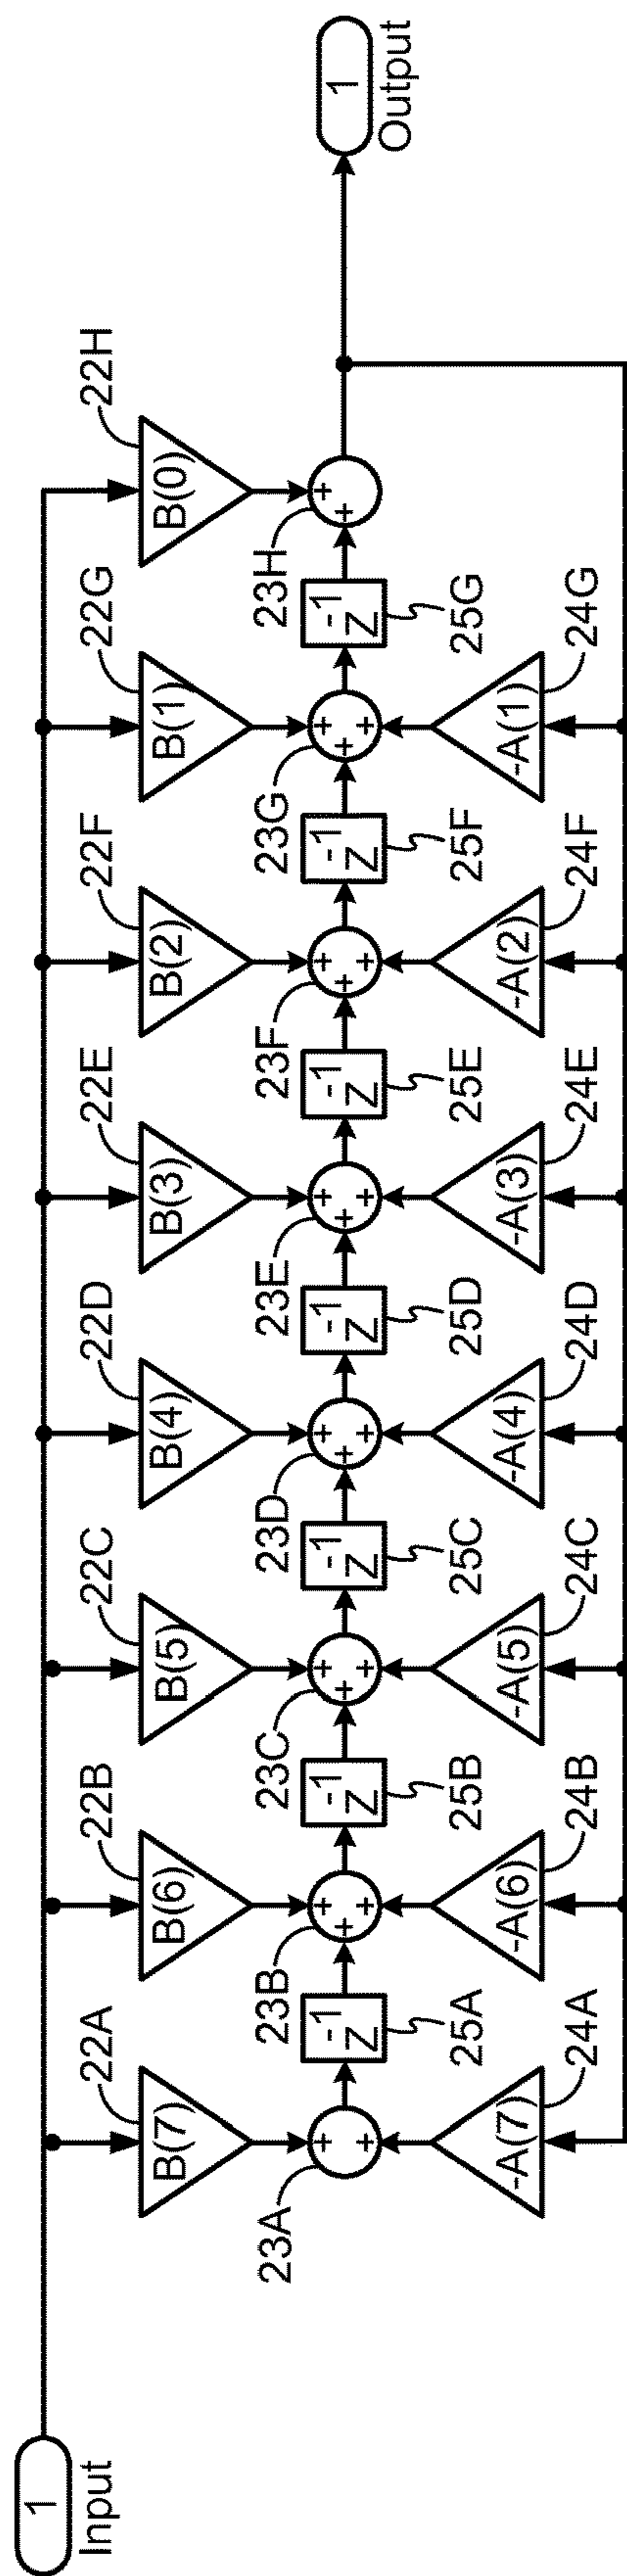 1
Input
22A
22B
22C
22D
22E
22F
22G
22H
B(7)
B(6)
B(5)
B(4)
B(3)
B(2)
B(1)
B(0)
23A
23B
23C
23D
23E
23F
23G
23H
+ +
+ + +
+ + +
+ + +
+ + +
+ + +
+ + +
+ +
Z -1
Z -1
Z -1
Z -1
Z -1
Z -1
Z -1
1
Output
25A
25B
25C
25D
25E
25F
25G
-A(7)
-A(6)
-A(5)
-A(4)
-A(3)
-A(2)
-A(1)
24A
24B
24C
24D
24E
24F
24G